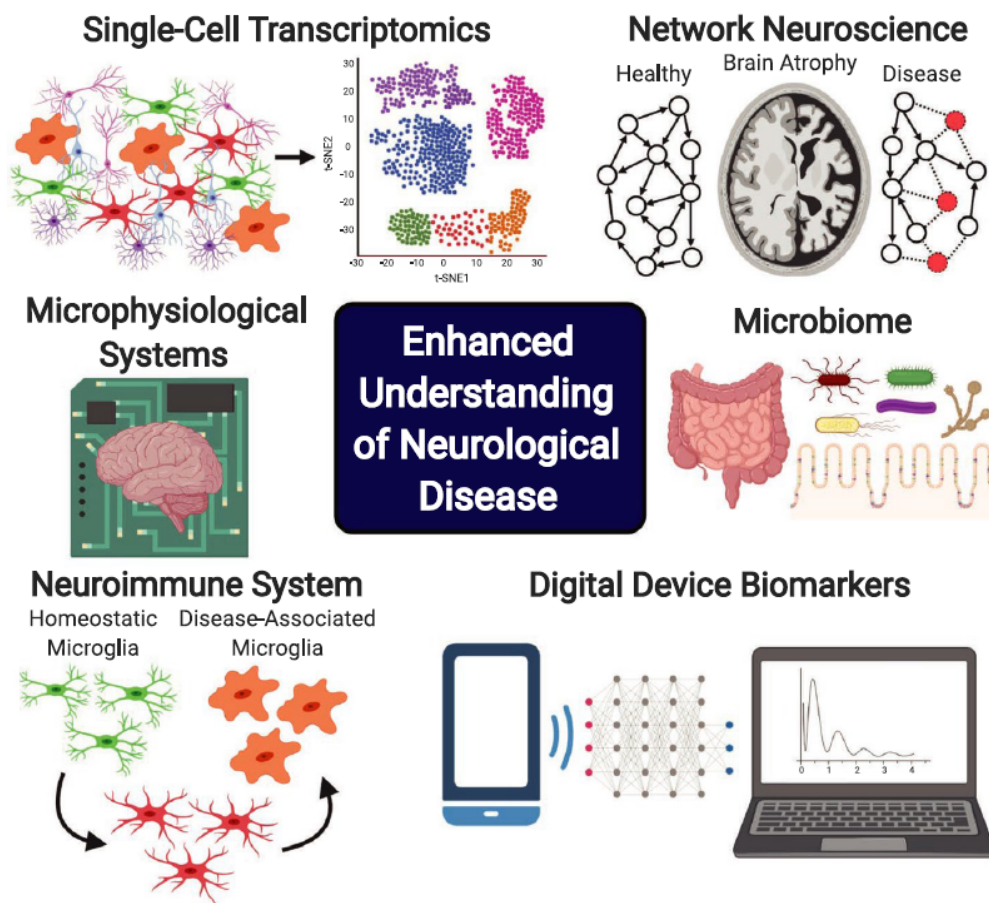 Single-Cell Transcriptomics
t-SNE2
30
20
10
0
-10
-20
-30
-30
-20
-10
0
10
20
30
t-SNE1
Network Neuroscience
Healthy
Brain Atrophy
Disease
Microphysiological
Systems
Enhanced
Understanding
of Neurological
Disease
Microbiome
Neuroimmune System
Homeostatic
Microglia
Disease-Associated
Microglia
Digital Device Biomarkers
0
1
2
3
4